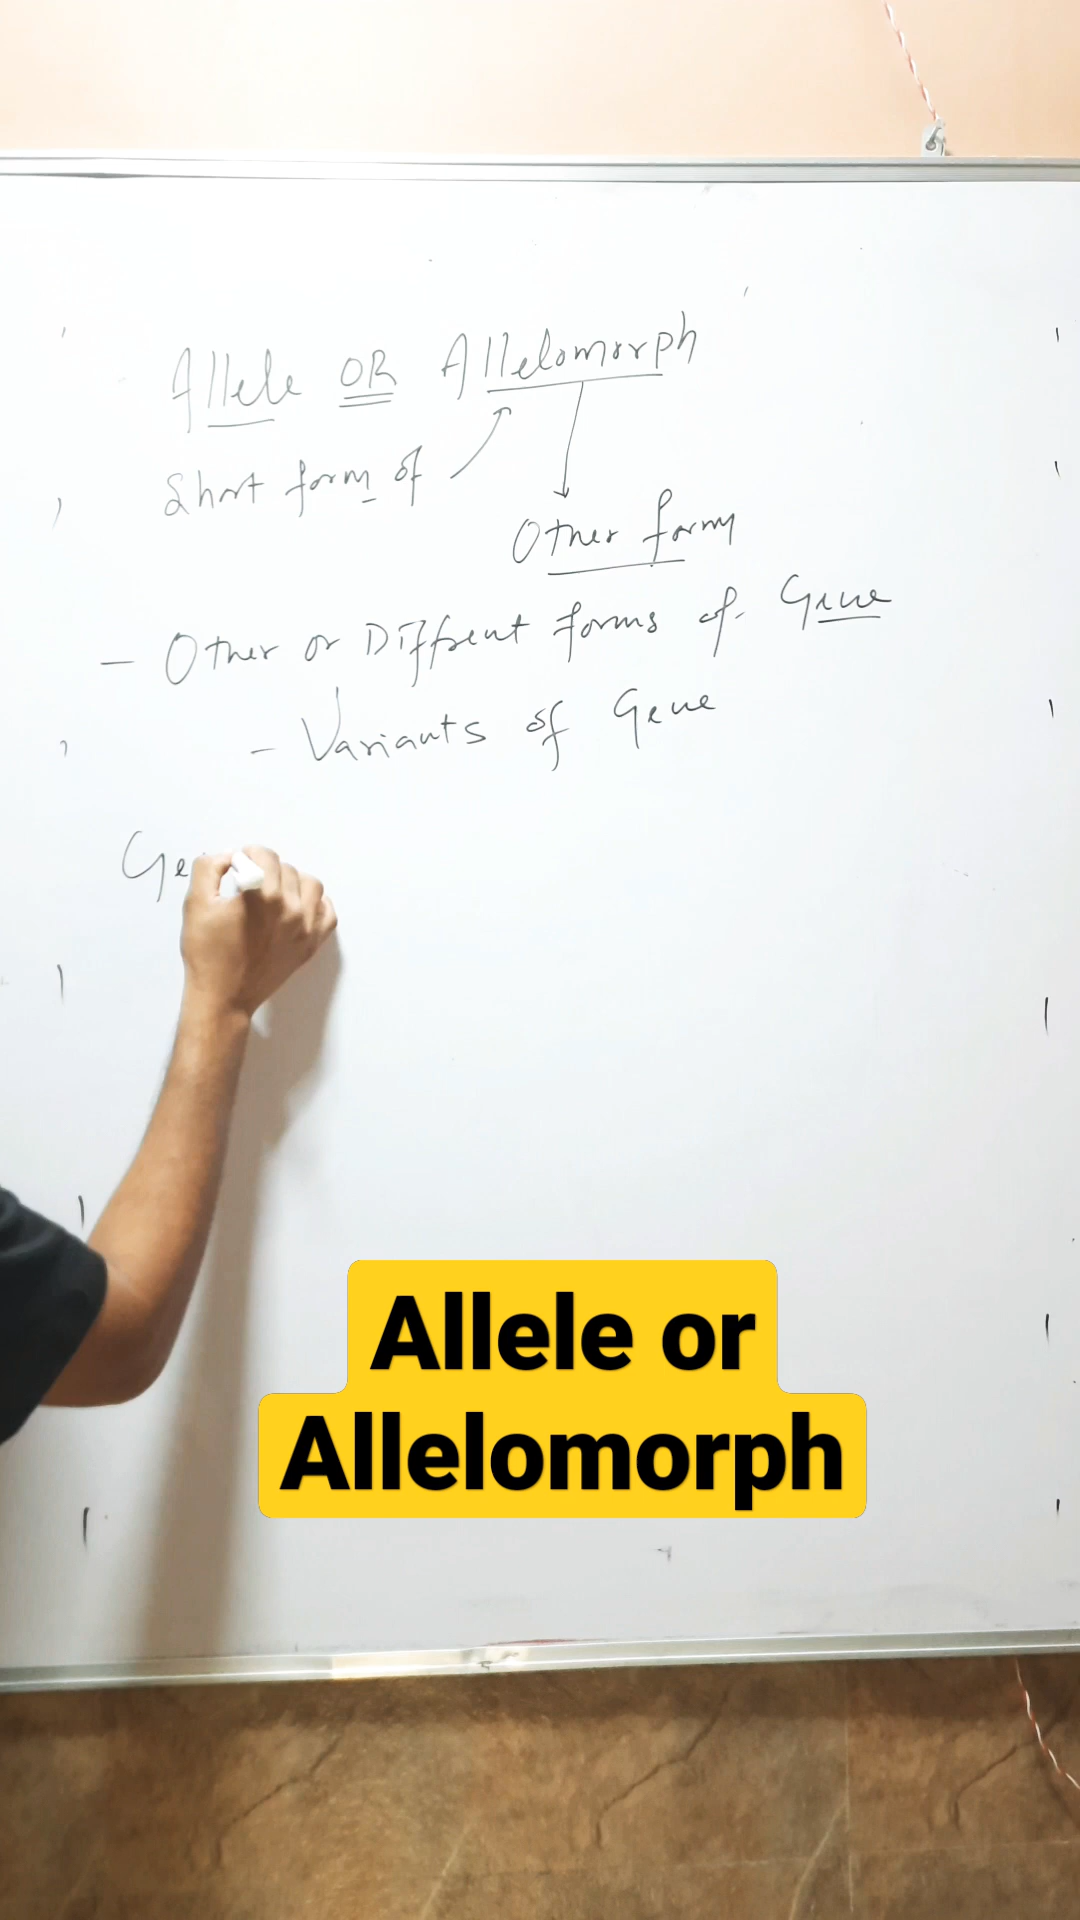 Allele OR Allelomorph
Short form of
Other form
- Other or Diffrent forms of Gene
- Variants of Gene
Ge
Allele or
Allelomorph